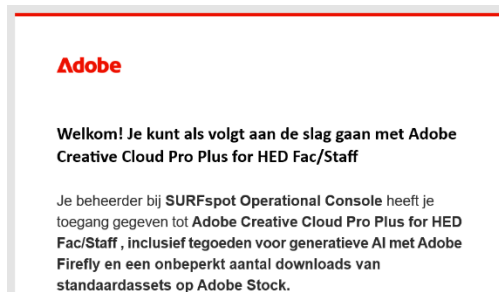 Adobe
Welkom! Je kunt als volgt aan de slag gaan met Adobe
Creative Cloud Pro Plus for HED Fac/Staff
Je beheerder bij SURFspot Operational Console heeft je
toegang gegeven tot Adobe Creative Cloud Pro Plus for HED
Fac/Staff , inclusief tegoeden voor generatieve AI met Adobe
Firefly en een onbeperkt aantal downloads van
standaardassets op Adobe Stock.